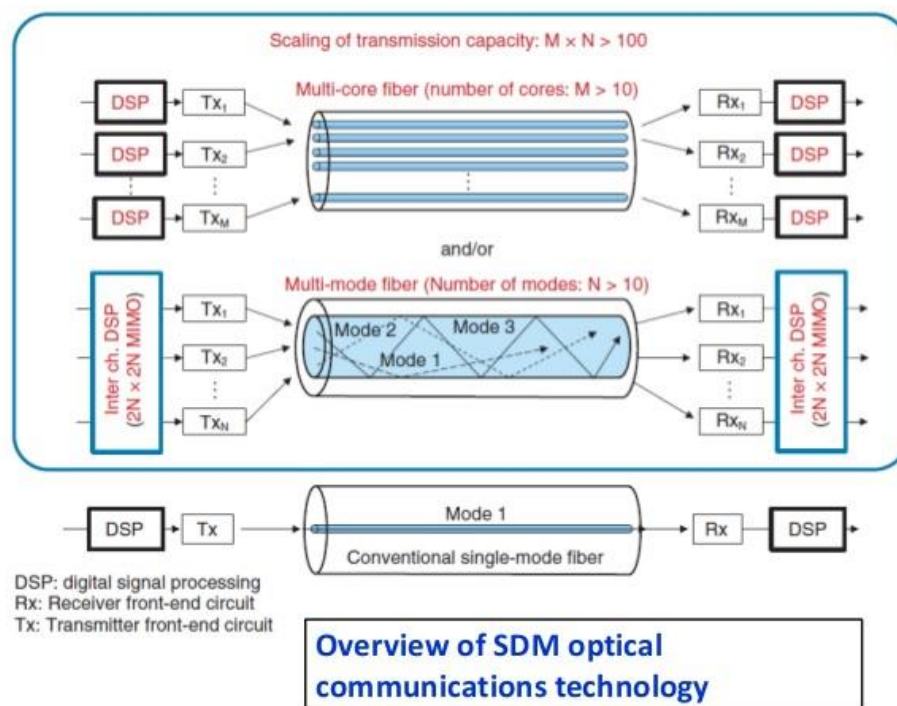 Scaling of transmission capacity: M × N > 100
Multi-core fiber (number of cores: M > 10)
DSP Tx1 Rx1 DSP
DSP Tx2 Rx2 DSP
DSP TxM RxM DSP
and/or
Multi-mode fiber (Number of modes: N > 10)
Inter ch. DSP
(2N × 2N MIMO)
Tx1
Tx2
TxN
Mode 2 Mode 3
Mode 1
Rx1
Rx2
RxN
Inter ch. DSP
(2N × 2N MIMO)
Mode 1
DSP Tx Rx DSP
Conventional single-mode fiber
DSP: digital signal processing
Rx: Receiver front-end circuit
Tx: Transmitter front-end circuit
Overview of SDM optical
communications technology